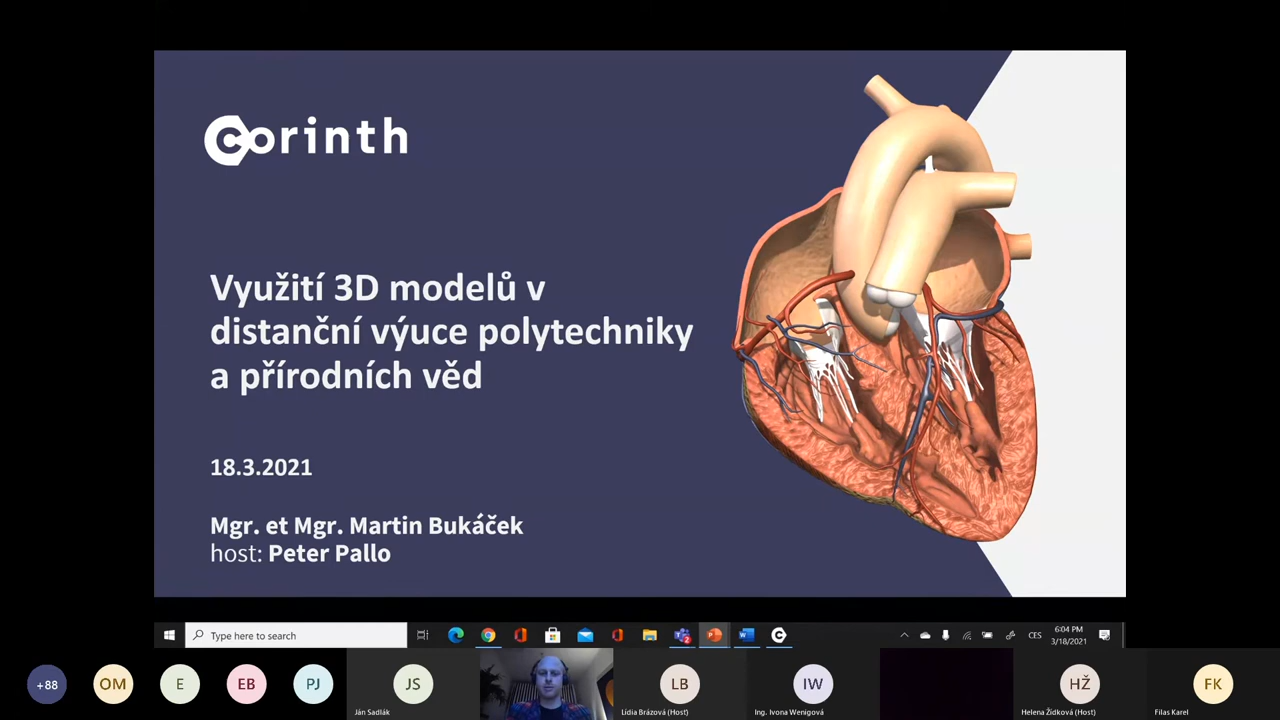 corinth
Využití 3D modelů v
distanční výuce polytechniky
a přírodních věd
18.3.2021
Mgr. et Mgr. Martin Bukáček
host: Peter Pallo
Type here to search
2
CES
6:04 PM
3/18/2021
+88
OM
E
EB
PJ
JS
LB
IW
HŽ
FK
Ján Sadlák
Lídia Brázová (Host)
Ing. Ivona Wenigová
Helena Žídková (Host)
Filas Karel